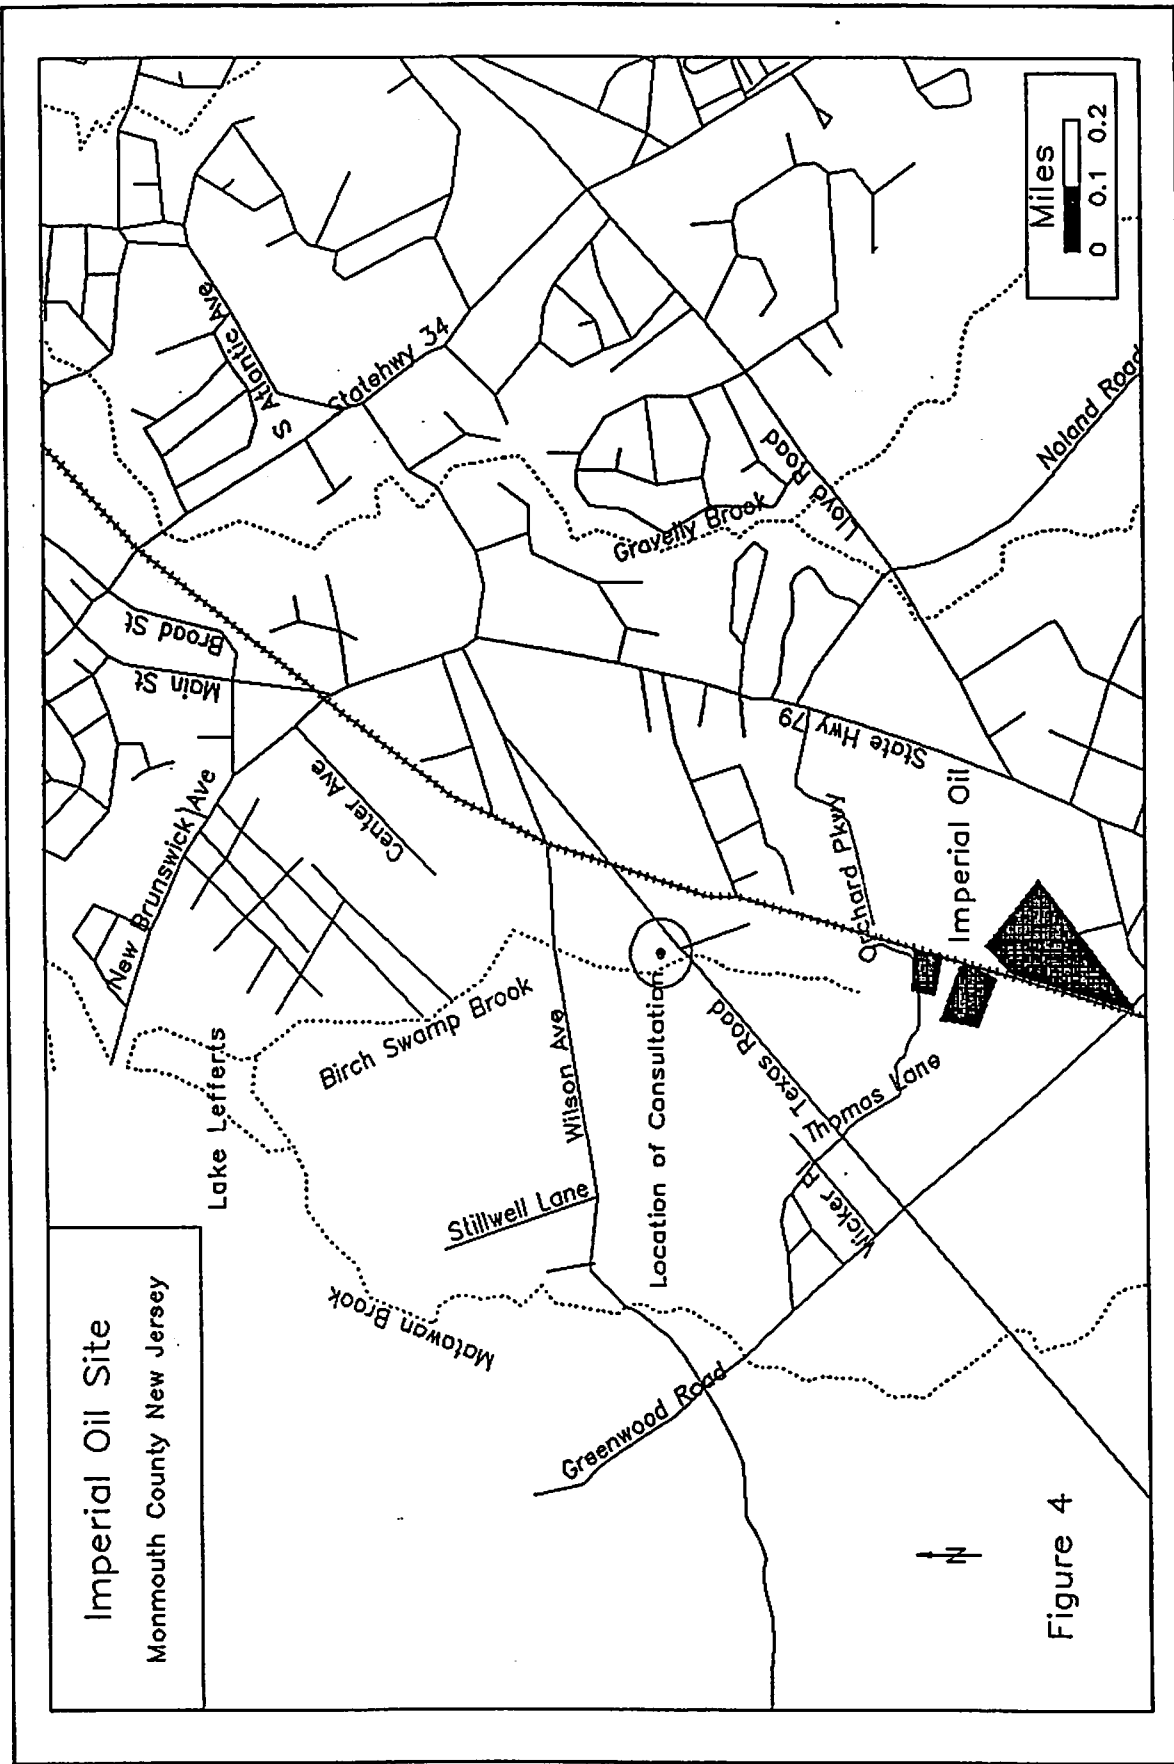 Imperial Oil Site
Monmouth County New Jersey
Lake Lefferts
New Brunswick Ave
Main St
Broad St
S Atlantic Ave
Statehwy 34
Center Ave
Birch Swamp Brook
Matawan Brook
Stillwell Lane
Wilson Ave
Greenwood Road
Location of Consultation
Gravelly Brook
Lloyd Road
Texas Road
Wicker Pl
Thomas Lane
Orchard Pkwy
State Hwy 79
Imperial Oil
Noland Road
N
Miles
0 0.1 0.2
Figure 4